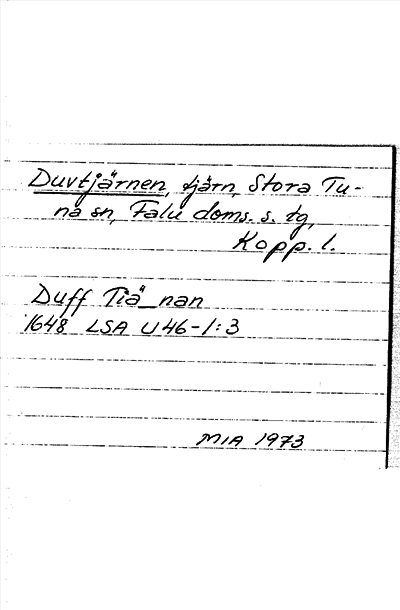 Duvtjärnen, tjärn, Stora Tu-
na sn, Falu doms. s. tg,
Kopp. l.
Duff Tiä_nan
1648 LSA U46-1:3
MIA 1973